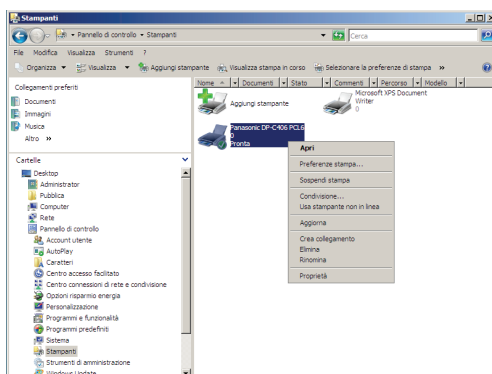 Stampanti
Pannello di controllo Stampanti
Cerca
File Modifica Visualizza Strumenti ?
Organizza Visualizza Aggiungi stampante Visualizza stampa in corso Selezionare la preferenze di stampa »
Collegamenti preferiti
Documenti
Immagini
Musica
Altro »
Cartelle
Desktop
Administrator
Pubblica
Computer
Rete
Pannello di controllo
Account utente
AutoPlay
Caratteri
Centro accesso facilitato
Centro connessioni di rete e condivisione
Opzioni risparmio energia
Personalizzazione
Programmi e funzionalità
Programmi predefiniti
Sistema
Stampanti
Strumenti di amministrazione
Windows Update
Nome Documenti Stato Commenti Percorso Modello
Aggiungi stampante
Microsoft XPS Document
Writer
0
Panasonic DP-C406 PCL6
0
Pronta
Apri
Preferenze stampa...
Sospendi stampa
Condivisione...
Usa stampante non in linea
Aggiorna
Crea collegamento
Elimina
Rinomina
Proprietà